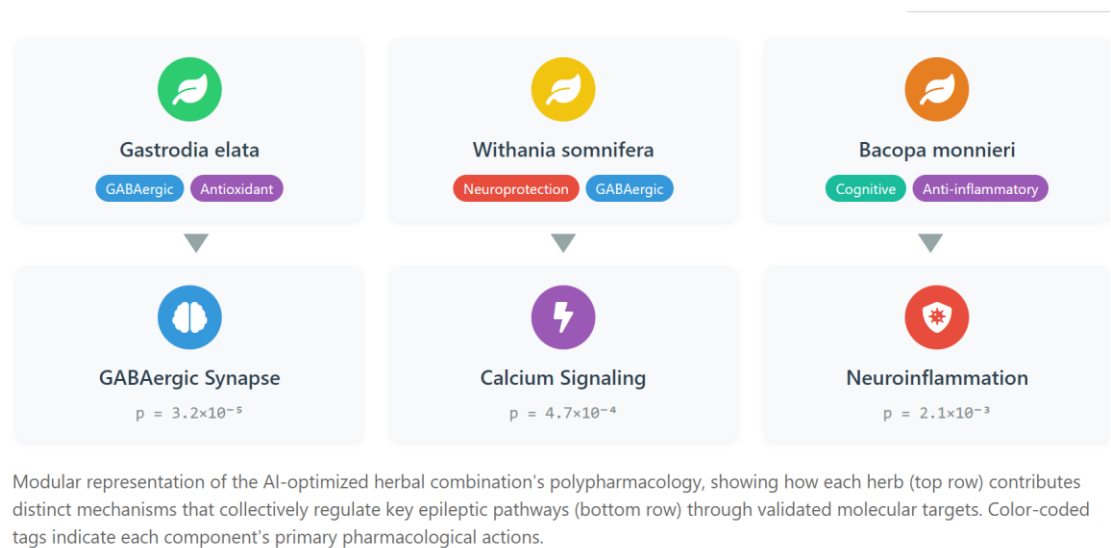 Gastrodia elata Withania somnifera Bacopa monnieri
GABAergic Antioxidant Neuroprotection GABAergic Cognitive Anti-inflammatory
GABAergic Synapse Calcium Signaling Neuroinflammation
p = 3.2×10⁻⁵ p = 4.7×10⁻⁴ p = 2.1×10⁻³
Modular representation of the AI-optimized herbal combination's polypharmacology, showing how each herb (top row) contributes
distinct mechanisms that collectively regulate key epileptic pathways (bottom row) through validated molecular targets. Color-coded
tags indicate each component's primary pharmacological actions.